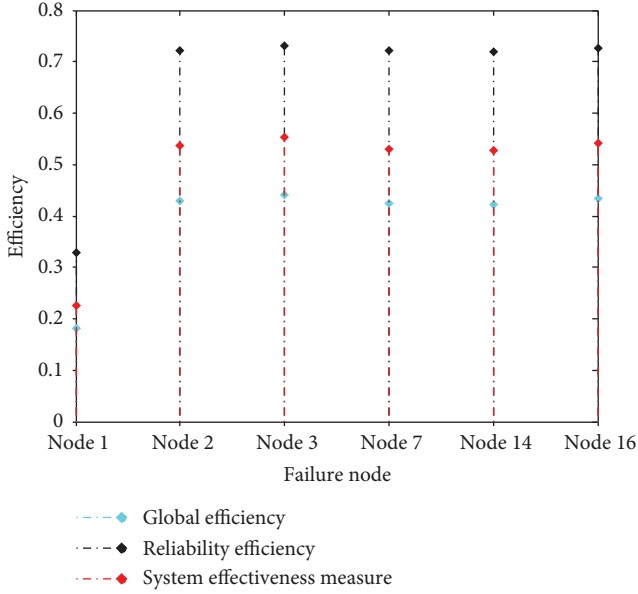 0.8
0.7
0.6
0.5
0.4
0.3
0.2
0.1
0
Efficiency
Node 1 Node 2 Node 3 Node 7 Node 14 Node 16
Failure node
Global efficiency
Reliability efficiency
System effectiveness measure